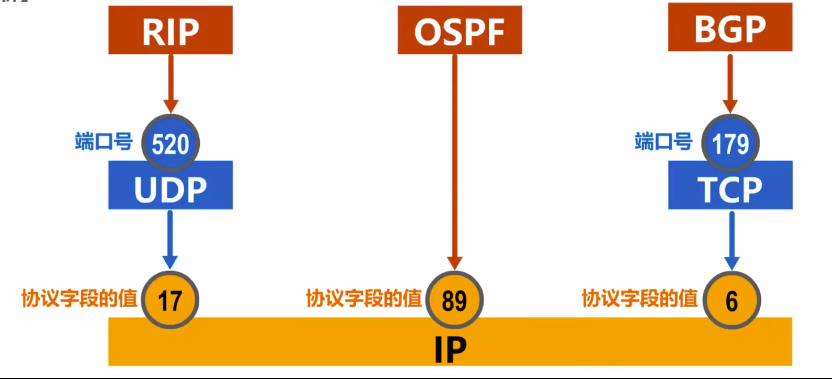 RIP OSPF BGP
端口号 520 端口号 179
UDP TCP
协议字段的值 17 协议字段的值 89 协议字段的值 6
IP